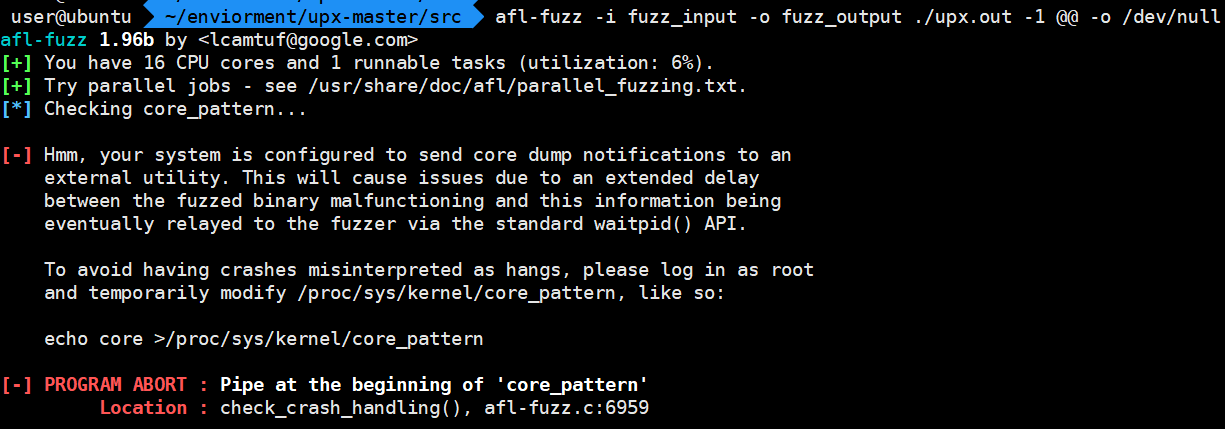 user@ubuntu ~/enviorment/upx-master/src afl-fuzz -i fuzz_input -o fuzz_output ./upx.out -1 @@ -o /dev/null
afl-fuzz 1.96b by <lcamtuf@google.com>
[+] You have 16 CPU cores and 1 runnable tasks (utilization: 6%).
[+] Try parallel jobs - see /usr/share/doc/afl/parallel_fuzzing.txt.
[*] Checking core_pattern...
[-] Hmm, your system is configured to send core dump notifications to an
external utility. This will cause issues due to an extended delay
between the fuzzed binary malfunctioning and this information being
eventually relayed to the fuzzer via the standard waitpid() API.
To avoid having crashes misinterpreted as hangs, please log in as root
and temporarily modify /proc/sys/kernel/core_pattern, like so:
echo core >/proc/sys/kernel/core_pattern
[-] PROGRAM ABORT : Pipe at the beginning of 'core_pattern'
Location : check_crash_handling(), afl-fuzz.c:6959